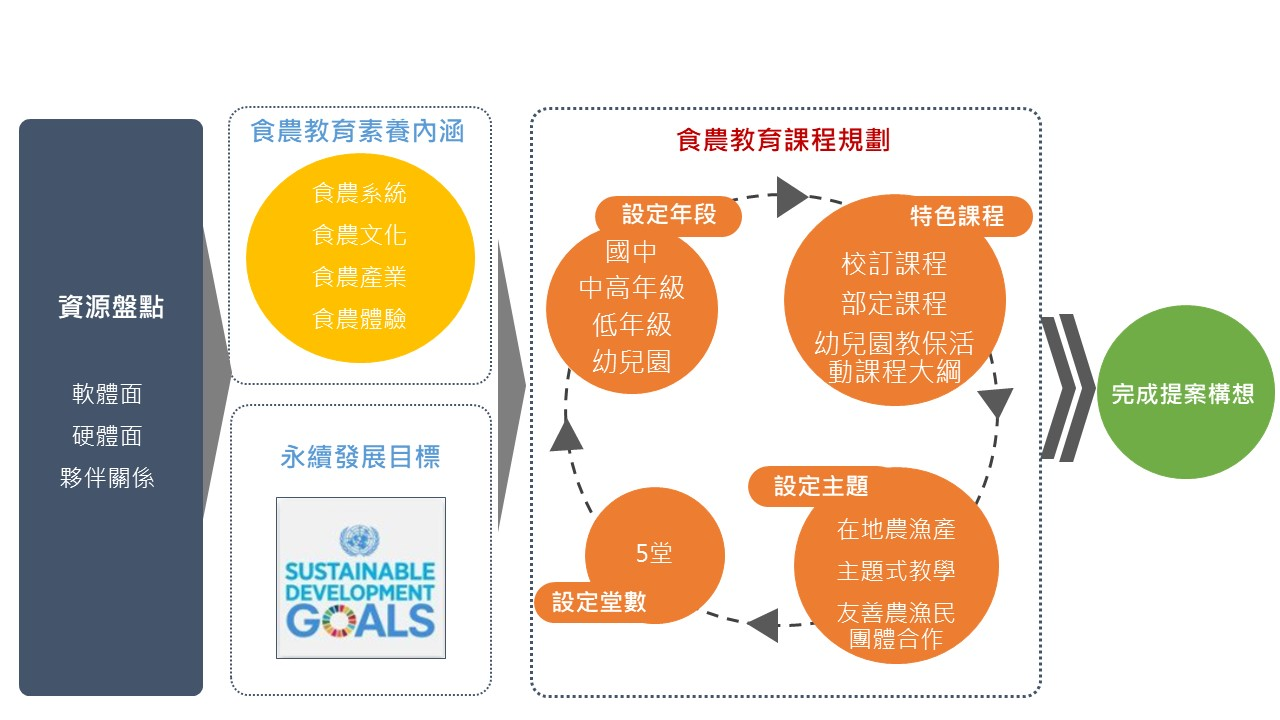 資源盤點
軟體面
硬體面
夥伴關係
食農教育素養內涵
食農系統
食農文化
食農產業
食農體驗
永續發展目標
SUSTAINABLE
DEVELOPMENT
GOALS
食農教育課程規劃
設定年段
國中
中高年級
低年級
幼兒園
特色課程
校訂課程
部定課程
幼兒園教保活
動課程大綱
設定主題
在地農漁產
主題式教學
友善農漁民
團體合作
5堂
設定堂數
完成提案構想